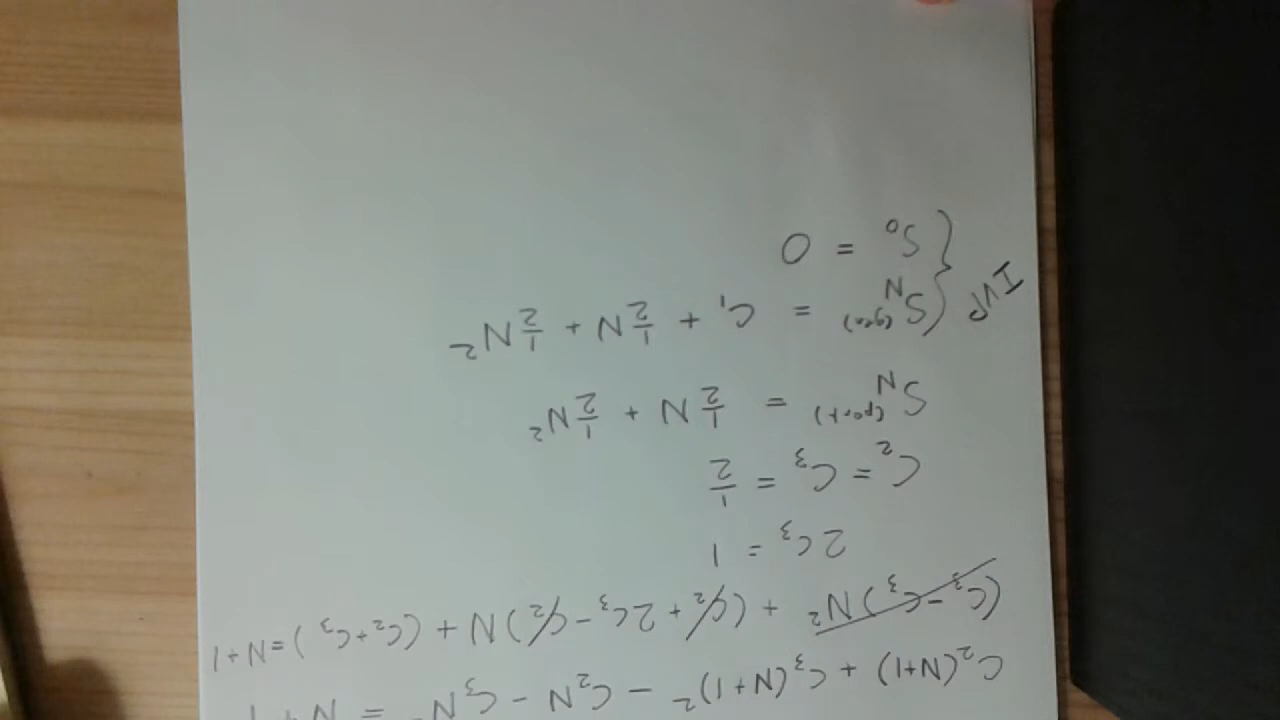 C₂(N+1) + C₃(N+1)² - C₂N - C₃N² = N+1
(C₃-C₃)N² + (C₂+2C₃-C₂)N + (C₂+C₃)=N+1
2C₃ = 1
C₂ = C₃ = 1/2
S_N (part) = 1/2 N + 1/2 N²
IVP { S_N (gen) = C₁ + 1/2 N + 1/2 N²
S₀ = 0